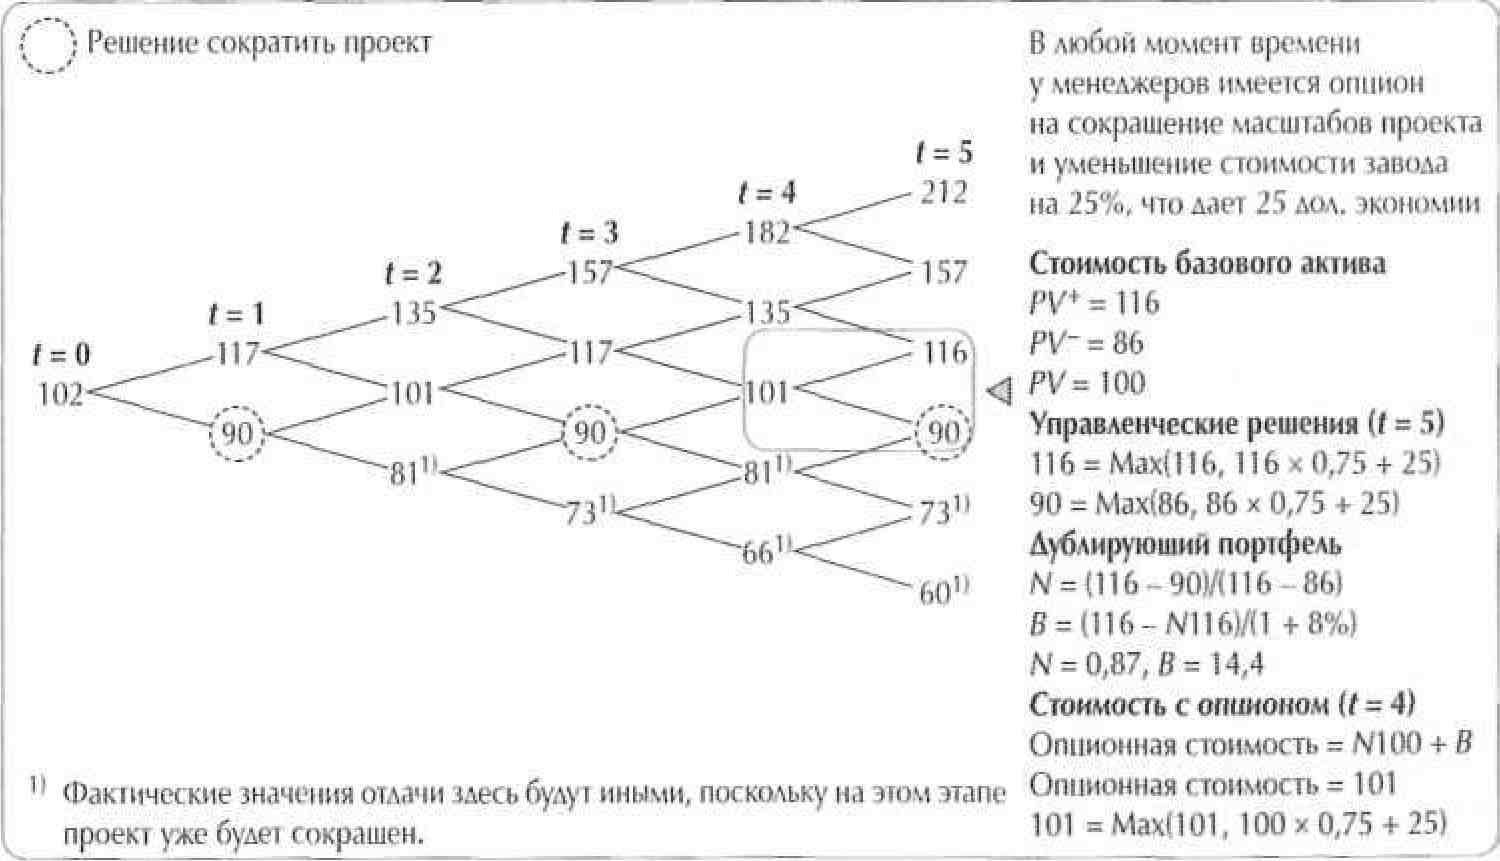 Решение сократить проект
t = 0
102
t = 1
117
90
t = 2
135
101
81¹⁾
t = 3
157
117
90
73¹⁾
t = 4
182
135
101
81¹⁾
66¹⁾
t = 5
212
157
116
90
73¹⁾
60¹⁾
В любой момент времени
у менеджеров имеется опцион
на сокращение масштабов проекта
и уменьшение стоимости завода
на 25%, что дает 25 дол. экономии
Стоимость базового актива
PV⁺ = 116
PV⁻ = 86
PV = 100
Управленческие решения (t = 5)
116 = Max(116, 116 × 0,75 + 25)
90 = Max(86, 86 × 0,75 + 25)
Дублирующий портфель
N = (116 – 90)/(116 – 86)
B = (116 – N116)/(1 + 8%)
N = 0,87, B = 14,4
Стоимость с опционом (t = 4)
Опционная стоимость = N100 + B
Опционная стоимость = 101
101 = Max(101, 100 × 0,75 + 25)
¹⁾ Фактические значения отдачи здесь будут иными, поскольку на этом этапе
проект уже будет сокращен.